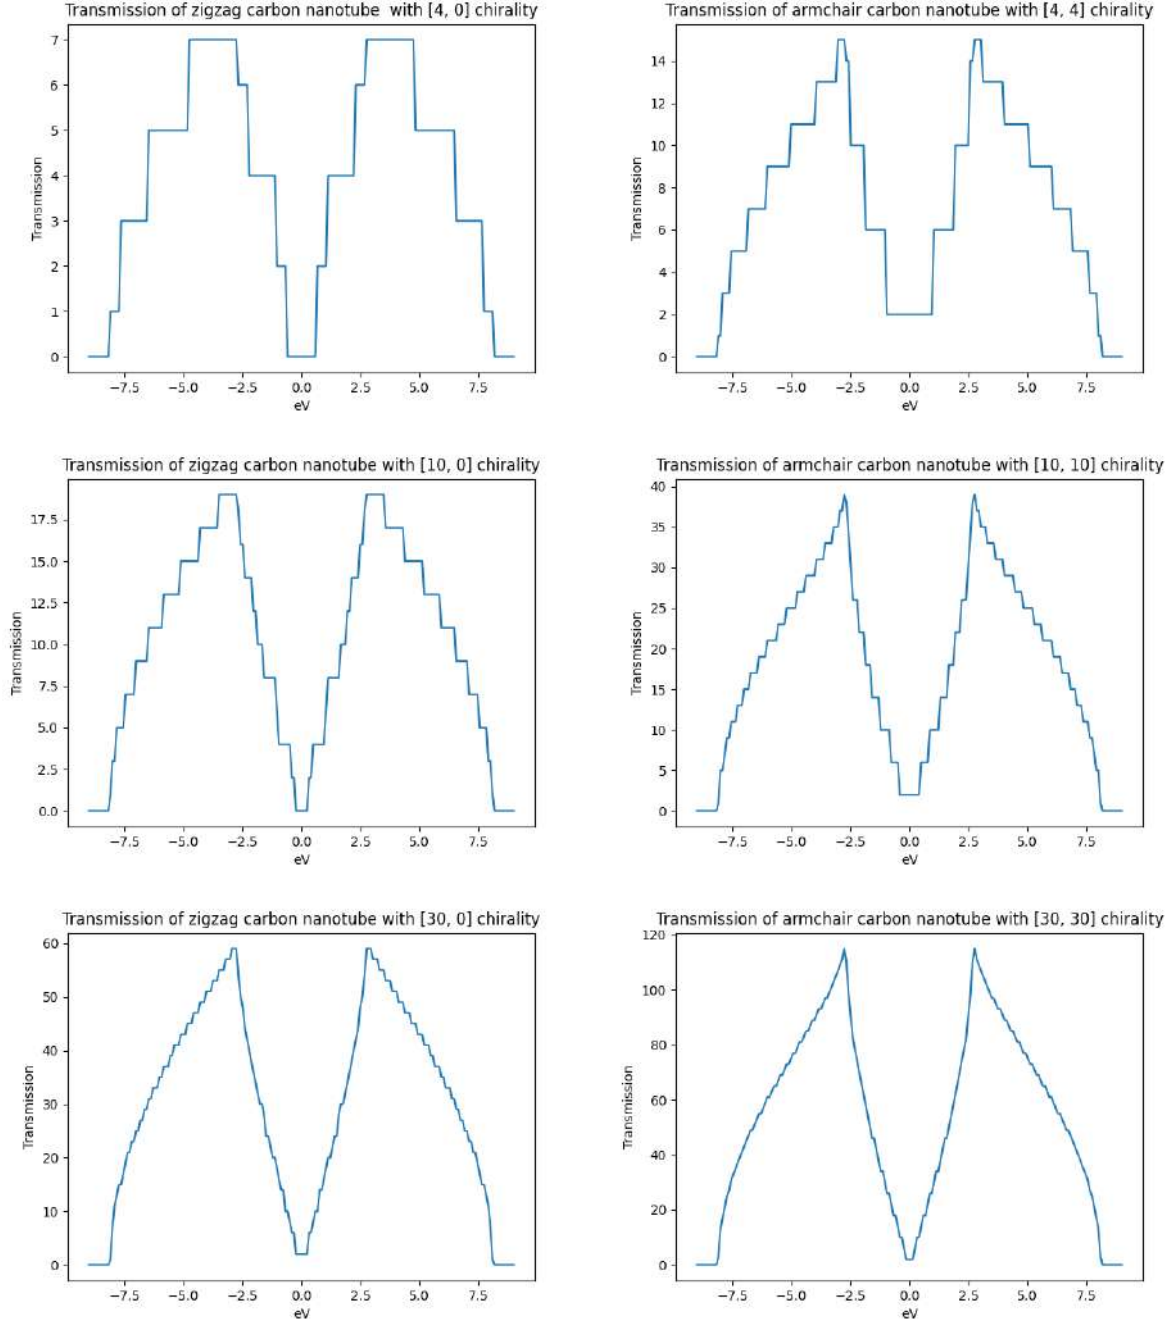 Transmission of zigzag carbon nanotube with [4, 0] chirality
7
6
5
4
3
2
1
0
Transmission
−7.5 −5.0 −2.5 0.0 2.5 5.0 7.5
eV
Transmission of armchair carbon nanotube with [4, 4] chirality
14
12
10
8
6
4
2
0
Transmission
−7.5 −5.0 −2.5 0.0 2.5 5.0 7.5
eV
Transmission of zigzag carbon nanotube with [10, 0] chirality
17.5
15.0
12.5
10.0
7.5
5.0
2.5
0.0
Transmission
−7.5 −5.0 −2.5 0.0 2.5 5.0 7.5
eV
Transmission of armchair carbon nanotube with [10, 10] chirality
40
35
30
25
20
15
10
5
0
Transmission
−7.5 −5.0 −2.5 0.0 2.5 5.0 7.5
eV
Transmission of zigzag carbon nanotube with [30, 0] chirality
60
50
40
30
20
10
0
Transmission
−7.5 −5.0 −2.5 0.0 2.5 5.0 7.5
eV
Transmission of armchair carbon nanotube with [30, 30] chirality
120
100
80
60
40
20
0
Transmission
−7.5 −5.0 −2.5 0.0 2.5 5.0 7.5
eV